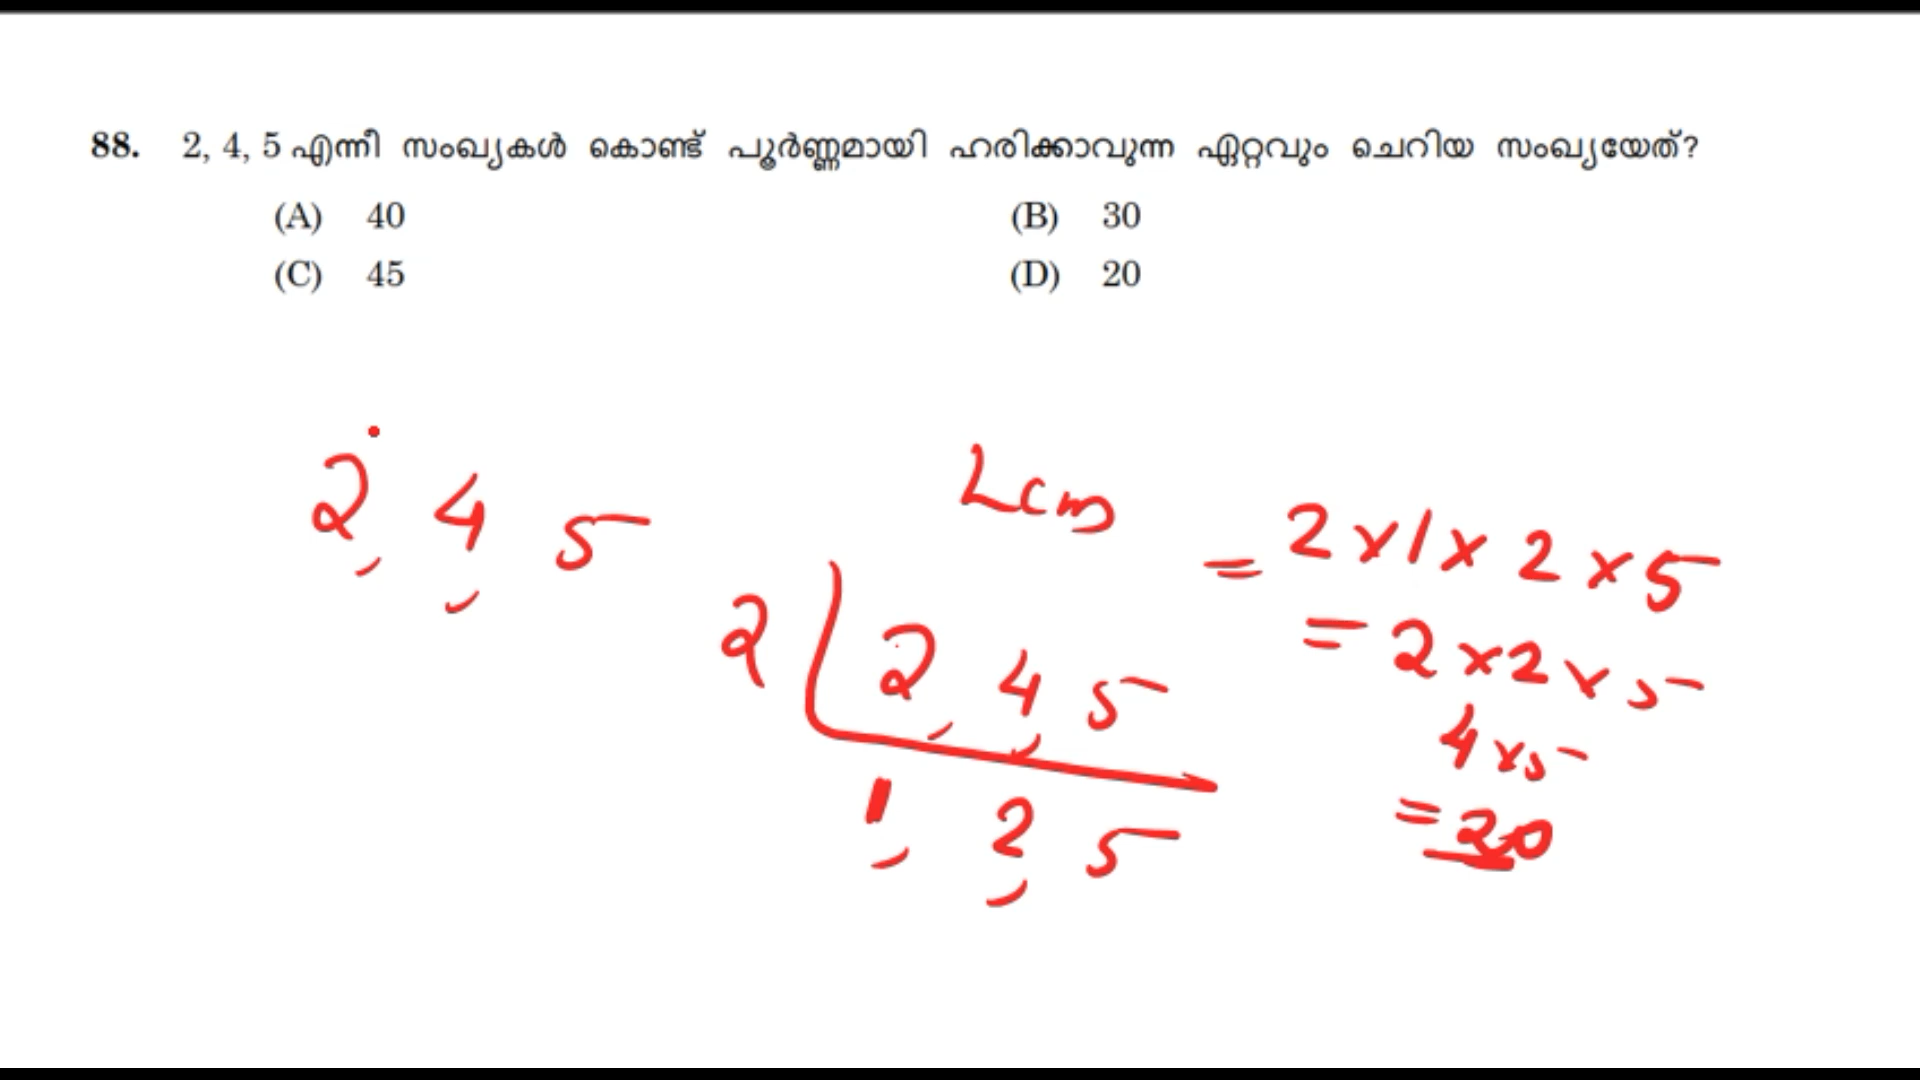 88. 2, 4, 5 എന്നീ സംഖ്യകൾ കൊണ്ട് പൂർണ്ണമായി ഹരിക്കാവുന്ന ഏറ്റവും ചെറിയ സംഖ്യയേത്?
(A) 40 (B) 30
(C) 45 (D) 20
2, 4, 5
Lcm
= 2 x 1 x 2 x 5
2 2, 4, 5
= 2 x 2 x 5
4 x 5
1, 2, 5
= 20